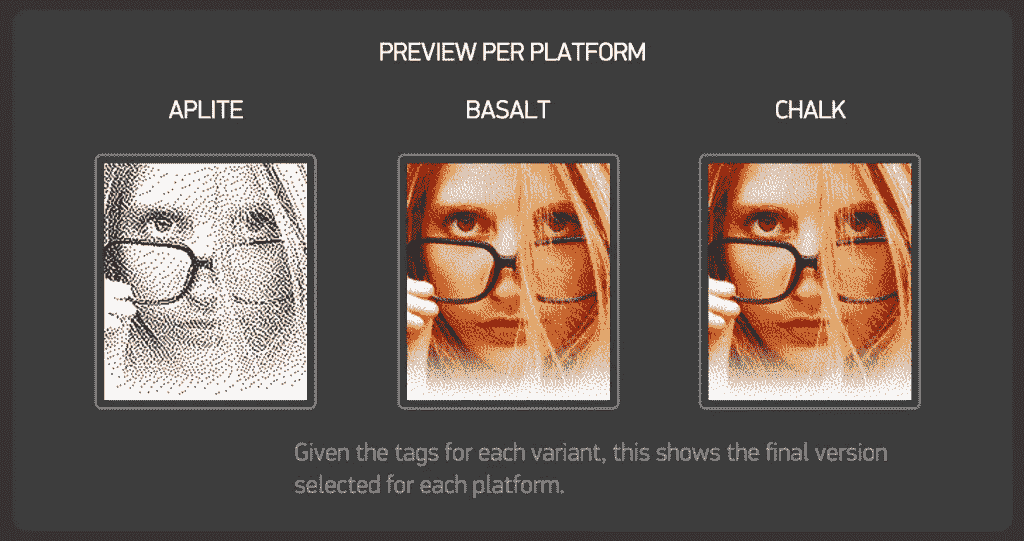 PREVIEW PER PLATFORM
APLITE BASALT CHALK
Given the tags for each variant, this shows the final version
selected for each platform.